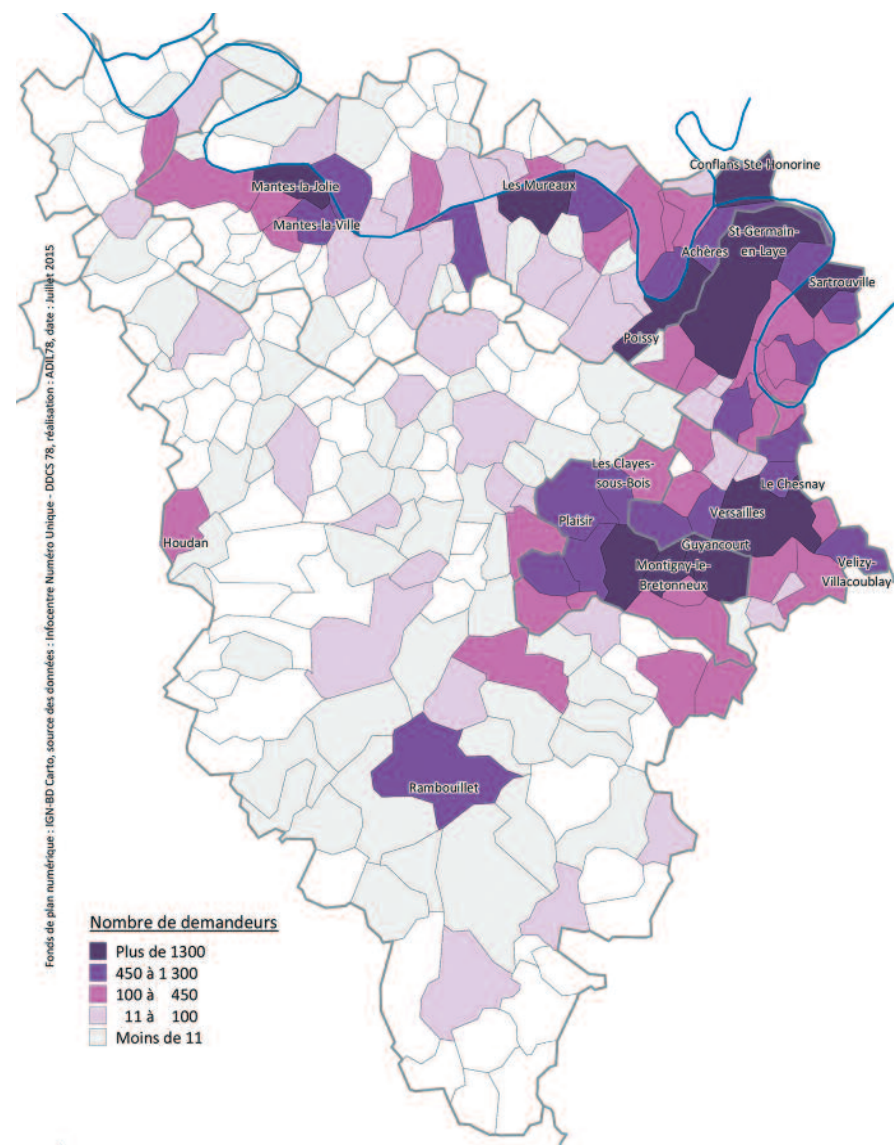 Conflans Ste-Honorine
Mantes-la-Jolie
Les Mureaux
Mantes-la-Ville
Achères
St-Germain-
en-Laye
Sartrouville
Poissy
Les Clayes-
sous-Bois
Le Chesnay
Plaisir
Versailles
Houdan
Guyancourt
Montigny-le-
Bretonneux
Velizy-
Villacoublay
Rambouillet
Fonds de plan numérique : IGN-BD Carto, source des données : Infocentre Numéro Unique - DDCS 78, réalisation : ADIL78, date : Juillet 2015
Nombre de demandeurs
Plus de 1300
450 à 1 300
100 à 450
11 à 100
Moins de 11